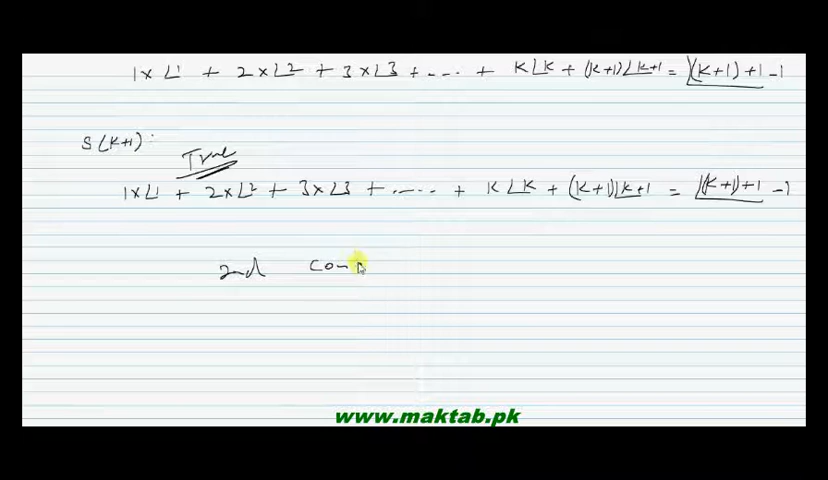 1×∠1 + 2×∠2 + 3×∠3 + .... + K∠K + (K+1)∠K+1 = ∠(K+1)+1 -1
S(K+1):
True
1×∠1 + 2×∠2 + 3×∠3 + ..... + K∠K + (K+1)∠K+1 = ∠(K+1)+1 -1
2nd con
www.maktab.pk